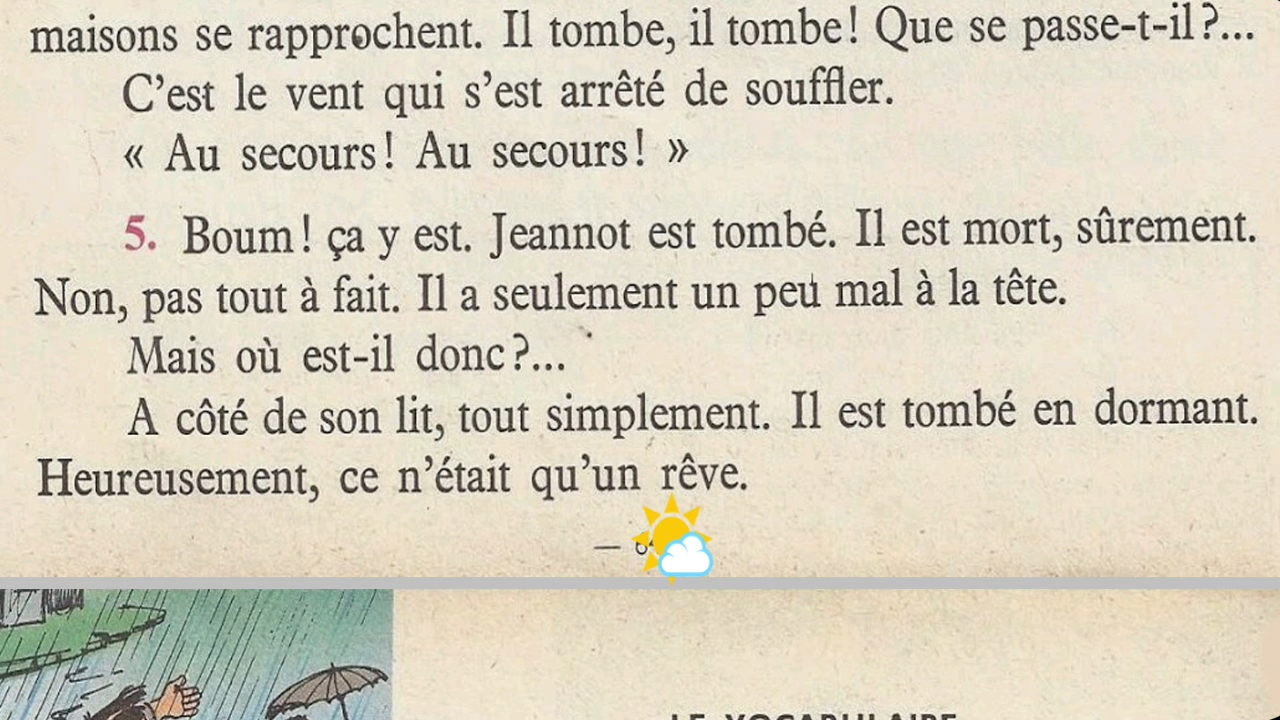 maisons se rapprochent. Il tombe, il tombe! Que se passe-t-il?...
C'est le vent qui s'est arrêté de souffler.
« Au secours! Au secours! »
5. Boum! ça y est. Jeannot est tombé. Il est mort, sûrement.
Non, pas tout à fait. Il a seulement un peu mal à la tête.
Mais où est-il donc?...
A côté de son lit, tout simplement. Il est tombé en dormant.
Heureusement, ce n'était qu'un rêve.
LE VOCABULAIRE